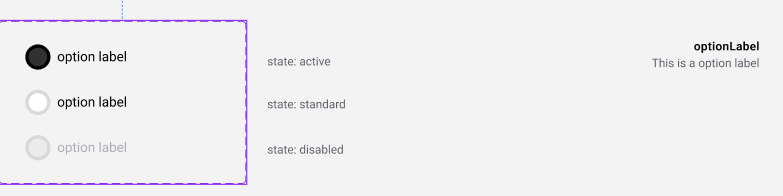 option label
state: active
option label
state: standard
option label
state: disabled
optionLabel
This is a option label